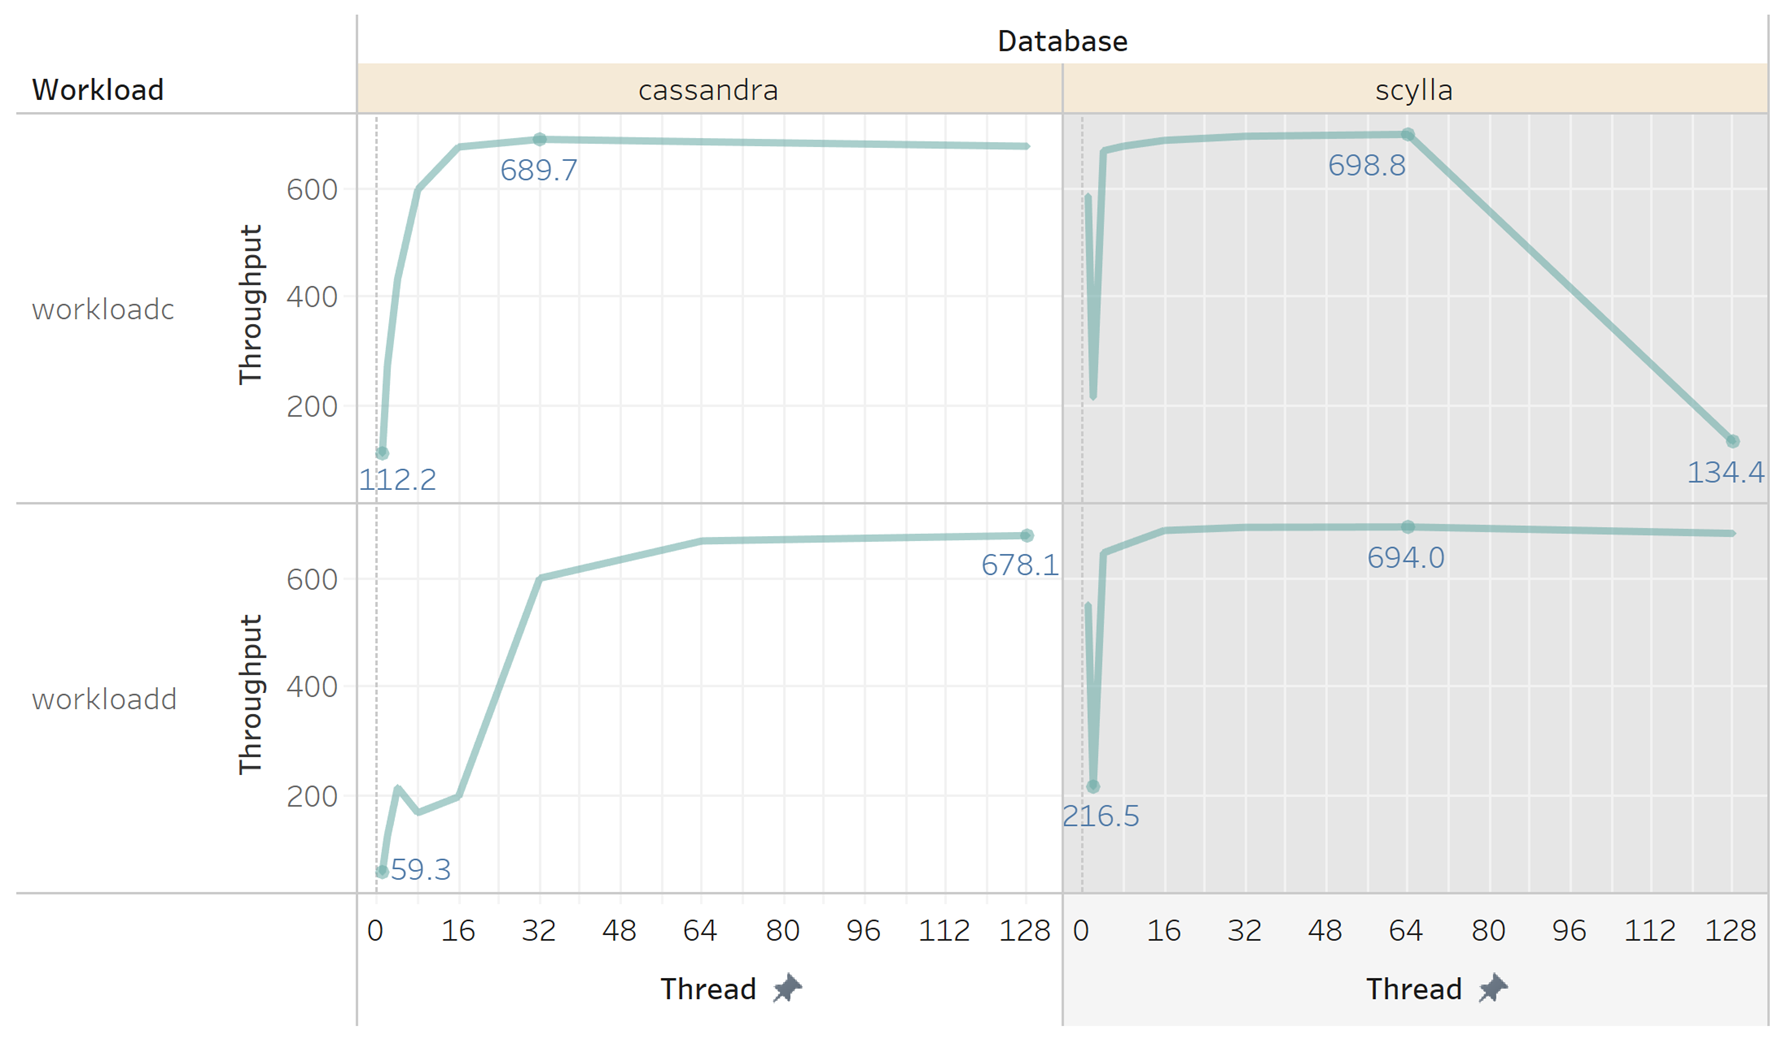 Database
Workload
cassandra
scylla
workloadc
Throughput
600
400
200
689.7
112.2
698.8
134.4
workloadd
Throughput
600
400
200
678.1
59.3
694.0
216.5
0 16 32 48 64 80 96 112 128
0 16 32 48 64 80 96 112 128
Thread
Thread